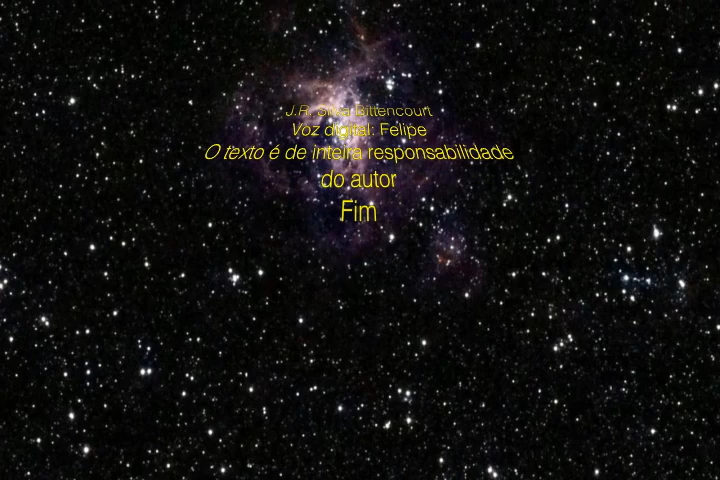 J.R. Silva Bittencourt
Voz digital: Felipe
O texto é de inteira responsabilidade
do autor
Fim